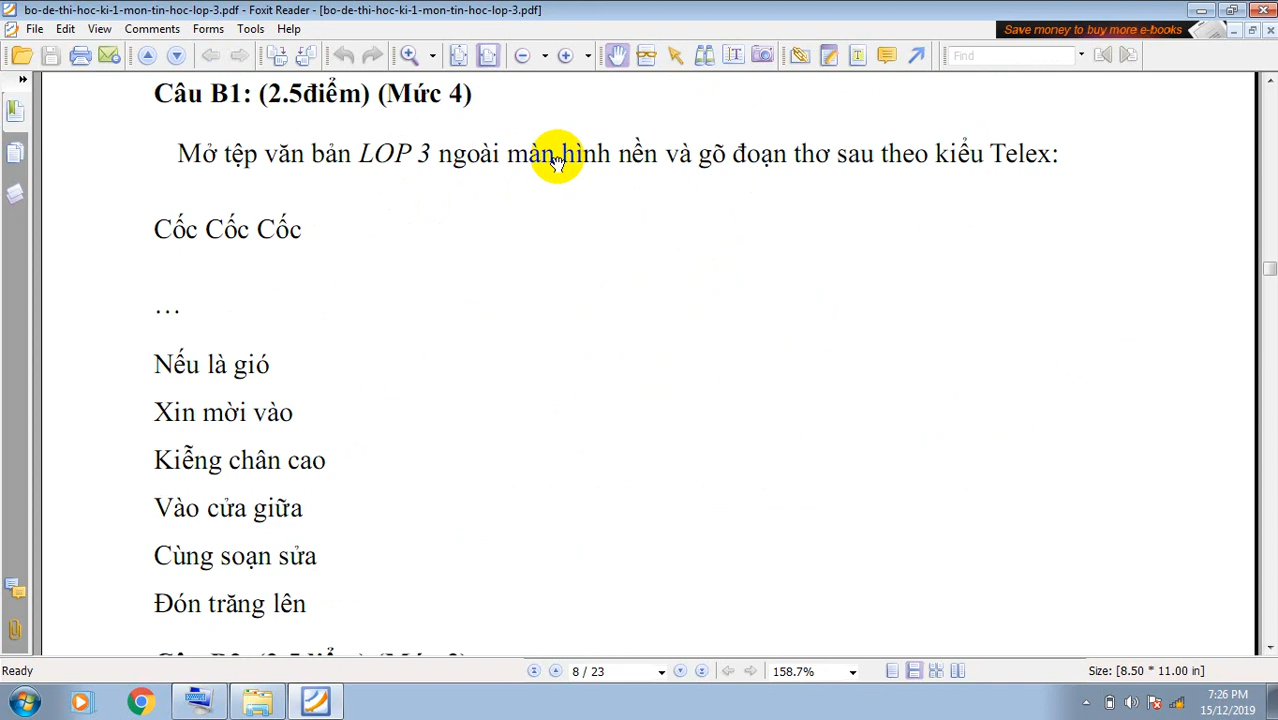 bo-de-thi-hoc-ki-1-mon-tin-hoc-lop-3.pdf - Foxit Reader - [bo-de-thi-hoc-ki-1-mon-tin-hoc-lop-3.pdf]
File Edit View Comments Forms Tools Help
Save money to buy more e-books
Find
Câu B1: (2.5điểm) (Mức 4)
Mở tệp văn bản LOP 3 ngoài màn hình nền và gõ đoạn thơ sau theo kiểu Telex:
Cốc Cốc Cốc
…
Nếu là gió
Xin mời vào
Kiễng chân cao
Vào cửa giữa
Cùng soạn sửa
Đón trăng lên
Ready
8 / 23
158.7%
Size: [8.50 * 11.00 in]
7:26 PM
15/12/2019